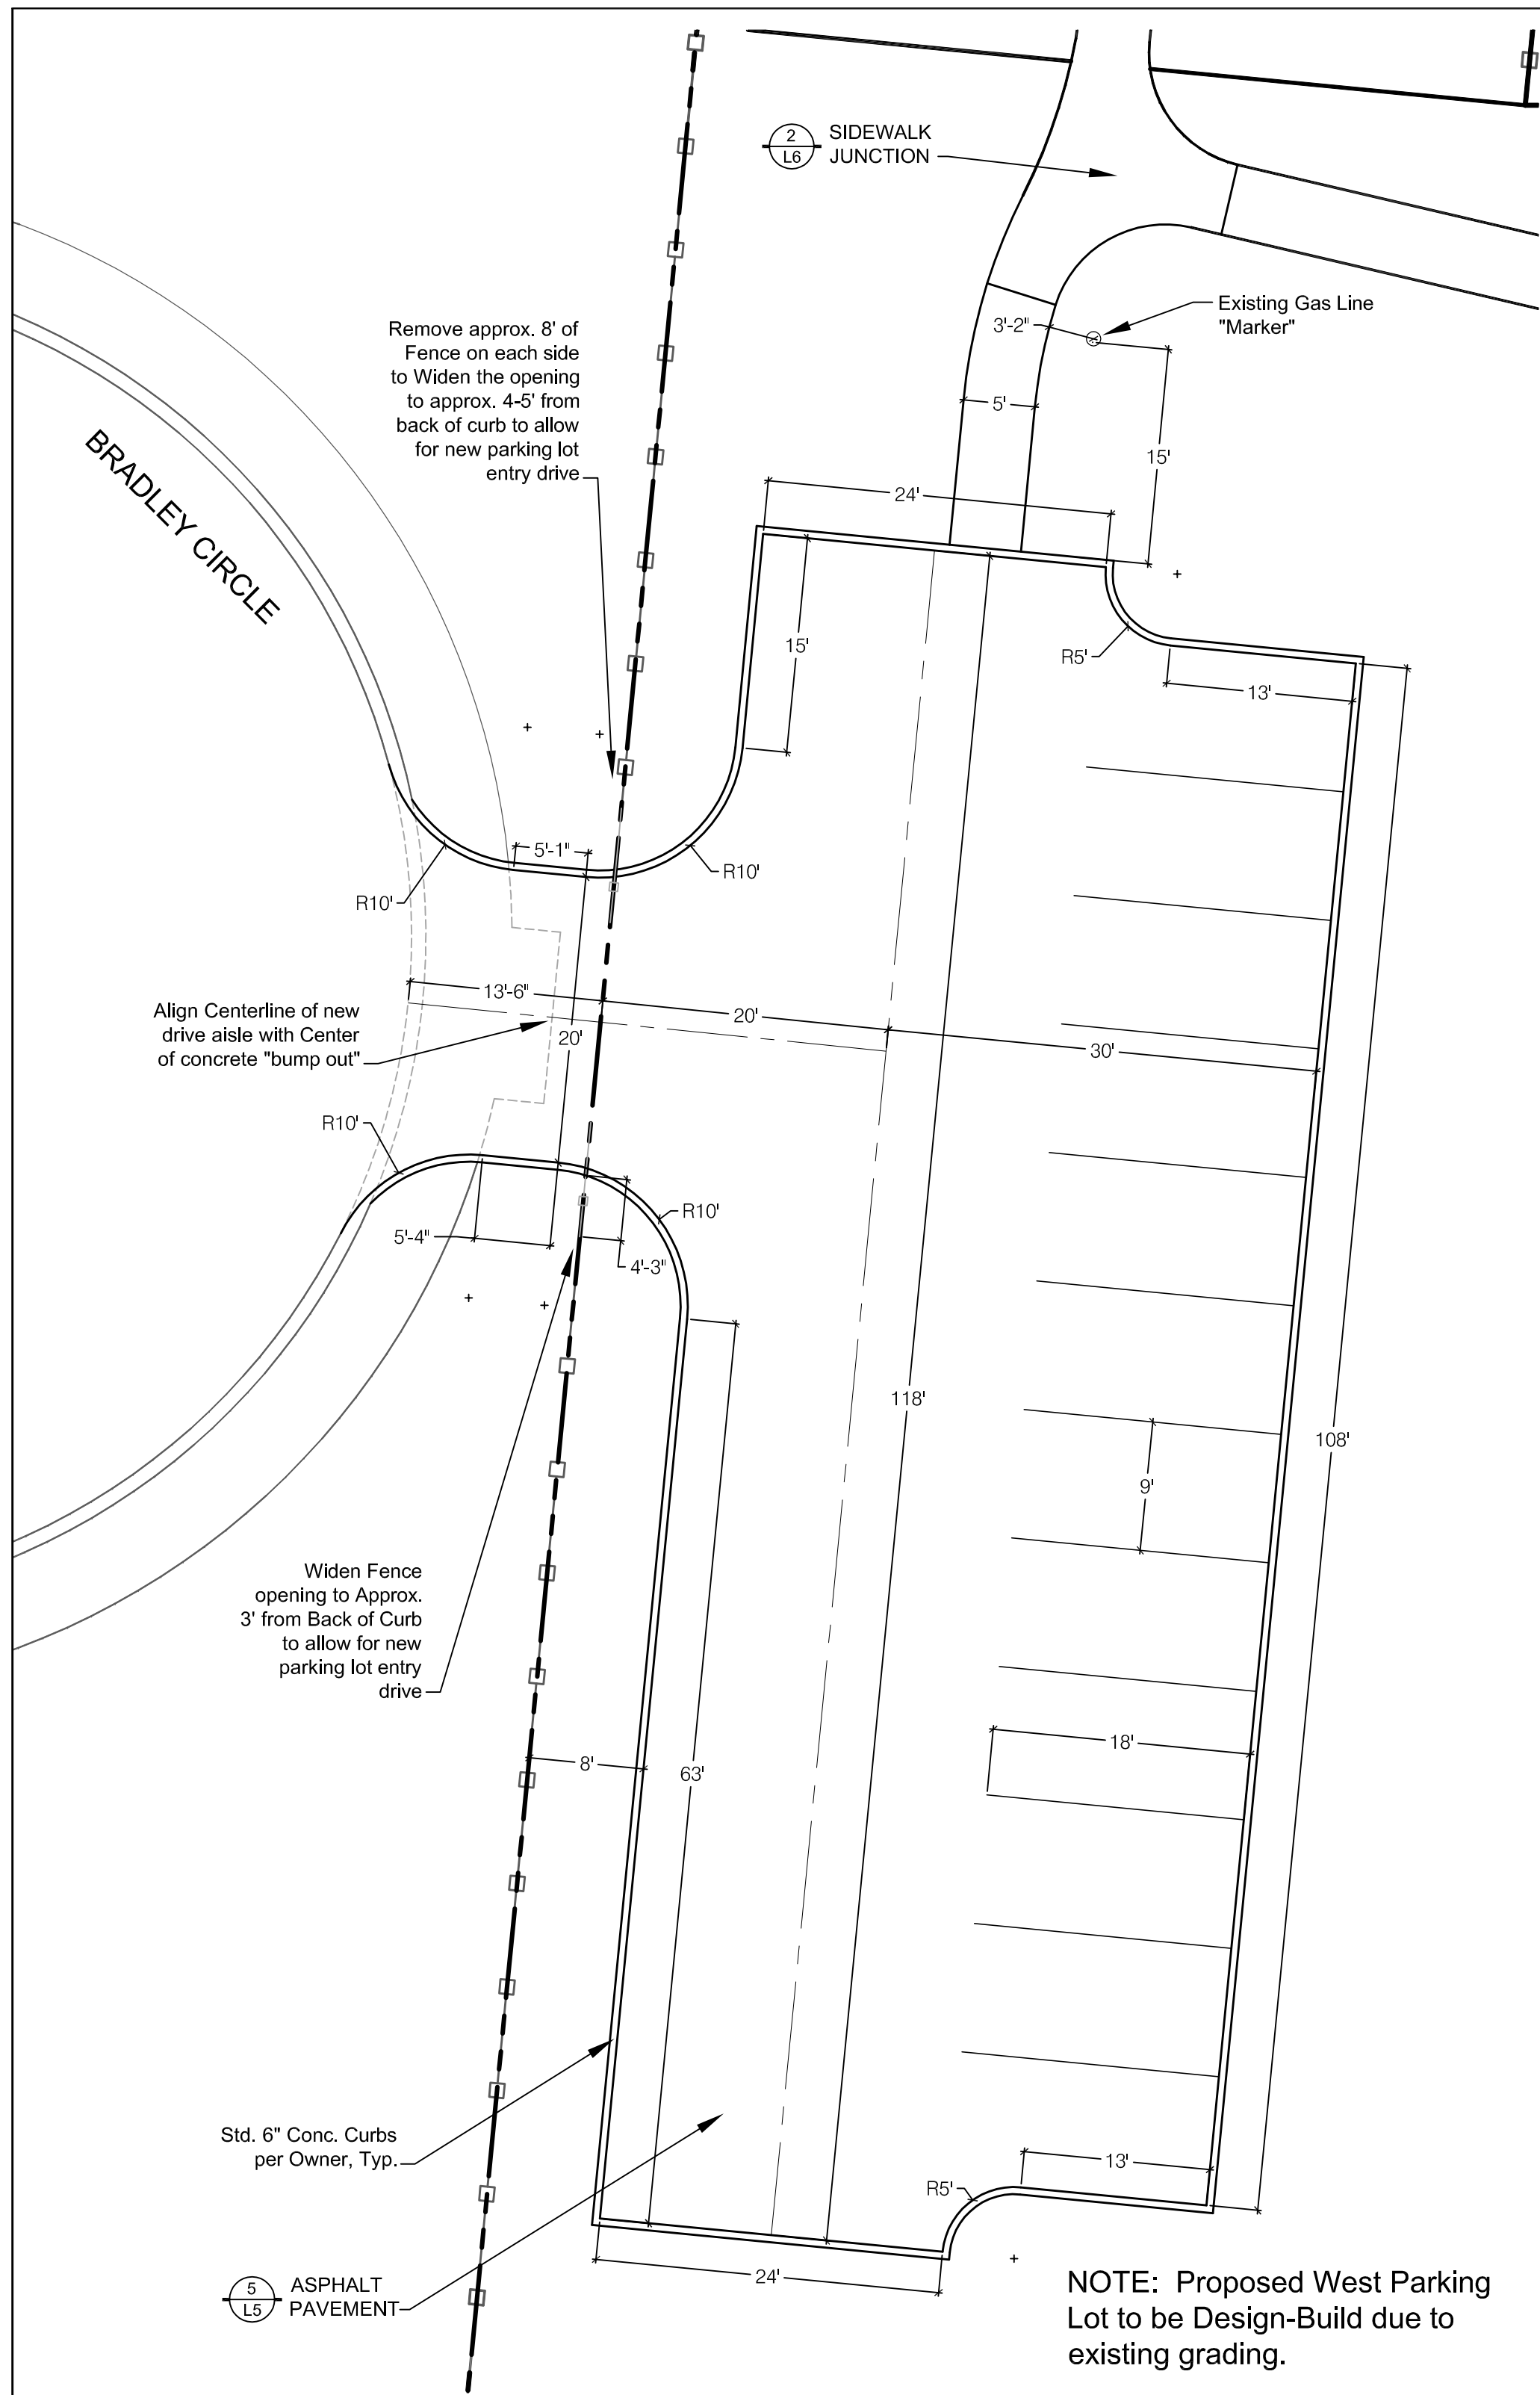 2
L6
SIDEWALK
JUNCTION
Existing Gas Line
"Marker"
3'-2"
Remove approx. 8' of
Fence on each side
to Widen the opening
to approx. 4-5' from
back of curb to allow
for new parking lot
entry drive
5'
15'
BRADLEY CIRCLE
24'
15'
R5'
13'
5'-1"
R10'
R10'
13'-6"
20'
Align Centerline of new
drive aisle with Center
of concrete "bump out"
20'
30'
R10'
R10'
5'-4"
4'-3"
118'
108'
9'
Widen Fence
opening to Approx.
3' from Back of Curb
to allow for new
parking lot entry
drive
18'
8'
63'
Std. 6" Conc. Curbs
per Owner, Typ.
13'
R5'
24'
5
L5
ASPHALT
PAVEMENT
NOTE: Proposed West Parking
Lot to be Design-Build due to
existing grading.